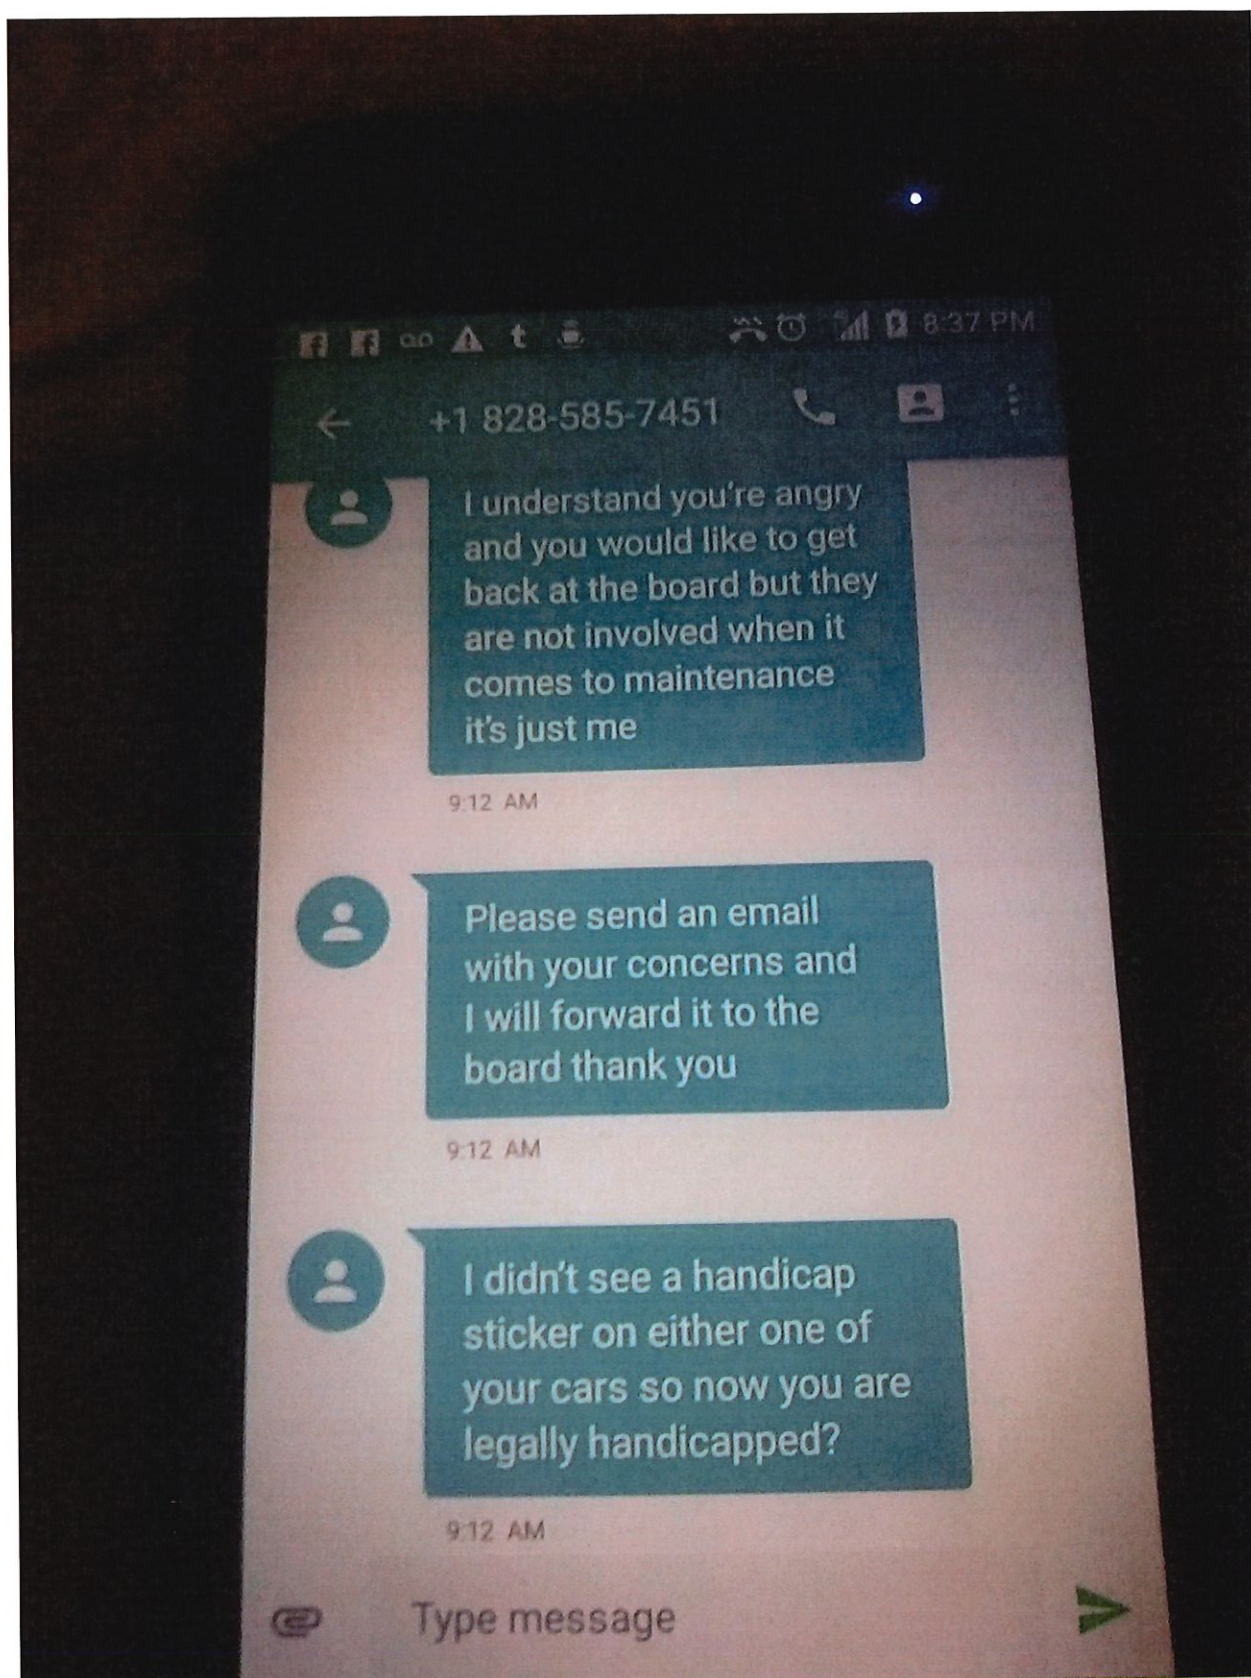 8:37 PM
+1 828-585-7451
I understand you're angry
and you would like to get
back at the board but they
are not involved when it
comes to maintenance
it's just me
9:12 AM
Please send an email
with your concerns and
I will forward it to the
board thank you
9:12 AM
I didn't see a handicap
sticker on either one of
your cars so now you are
legally handicapped?
9:12 AM
Type message